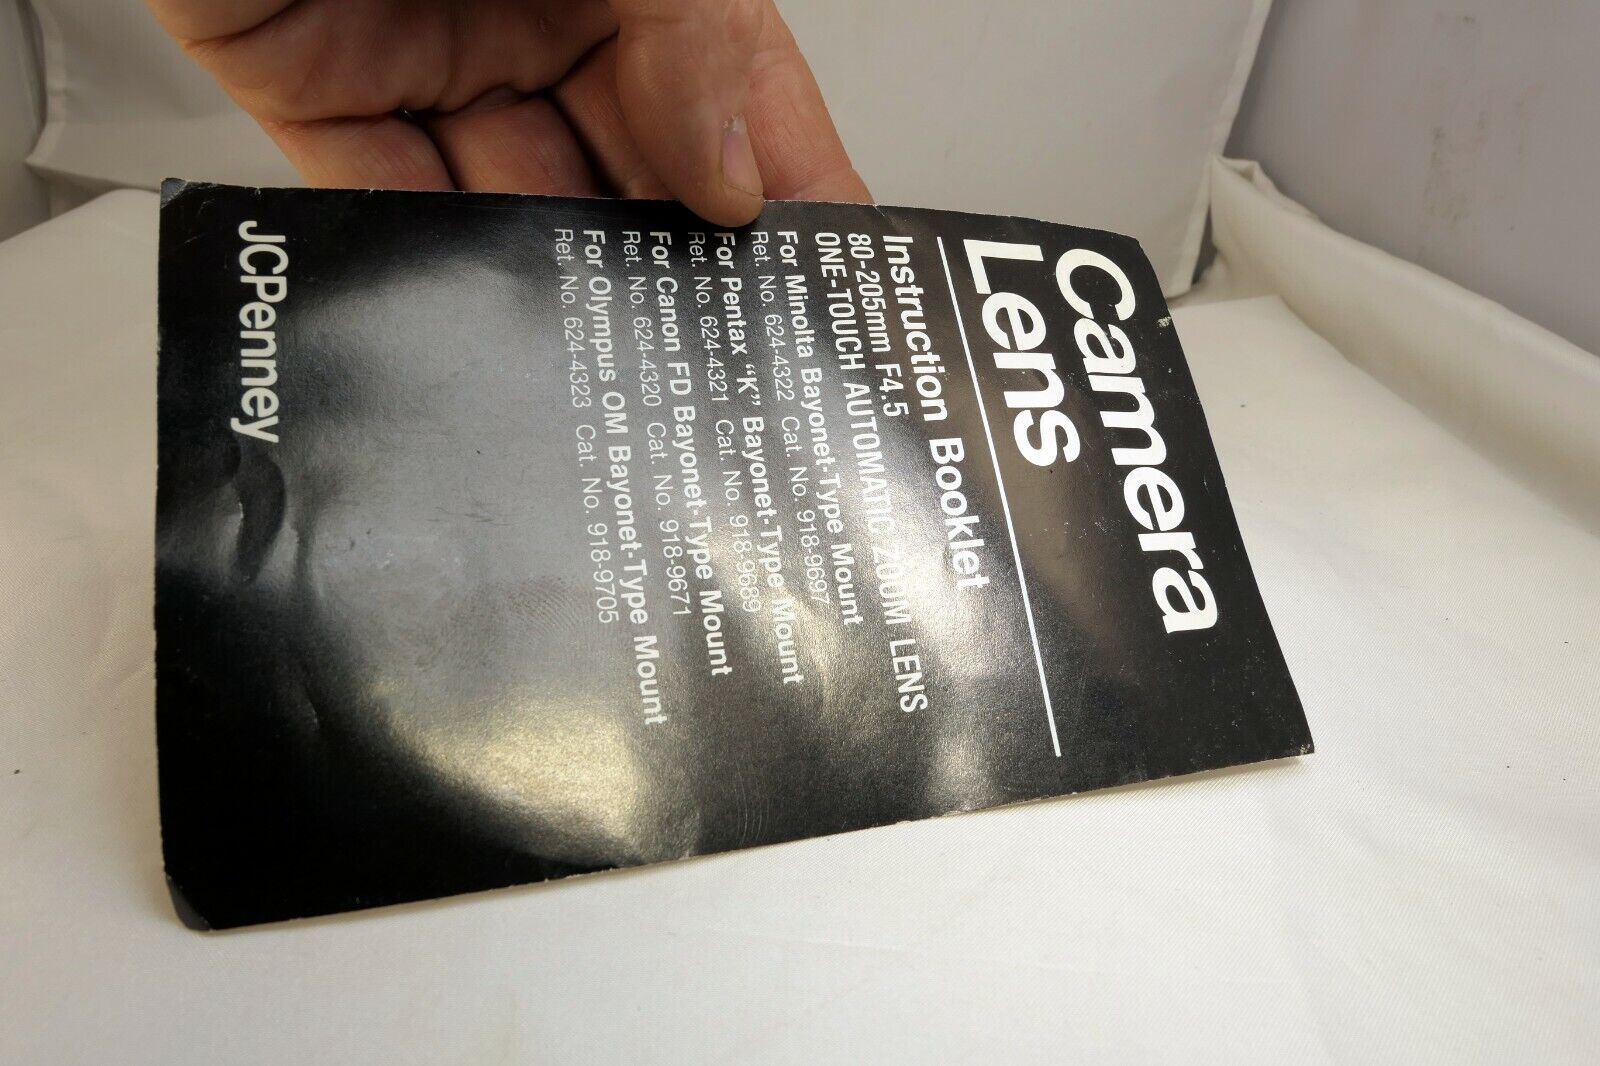 Camera
Lens
Instruction Booklet
80-205mm F4.5
ONE-TOUCH AUTOMATIC ZOOM LENS
For Minolta Bayonet-Type Mount
Ret. No. 624-4322 Cat. No. 918-9697
For Pentax “K” Bayonet-Type Mount
Ret. No. 624-4321 Cat. No. 918-9689
For Canon FD Bayonet-Type Mount
Ret. No. 624-4320 Cat. No. 918-9671
For Olympus OM Bayonet-Type Mount
Ret. No. 624-4323 Cat. No. 918-9705
JCPenney